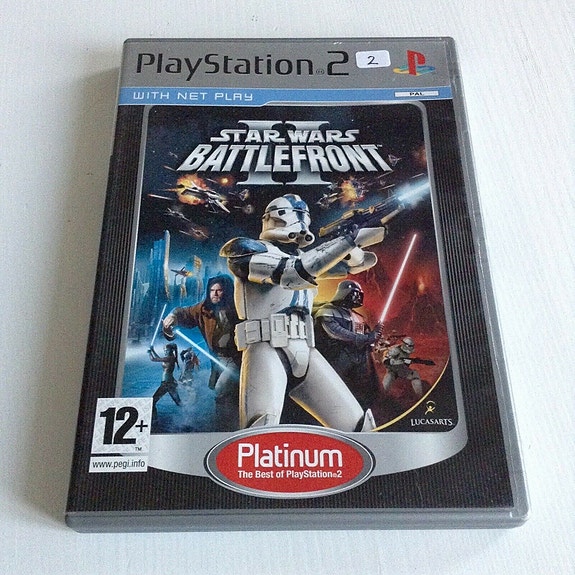 PlayStation®2
2
WITH NET PLAY
PAL
II
STAR WARS
BATTLEFRONT
12+
™
www.pegi.info
LUCASARTS
Platinum
The Best of PlayStation®2